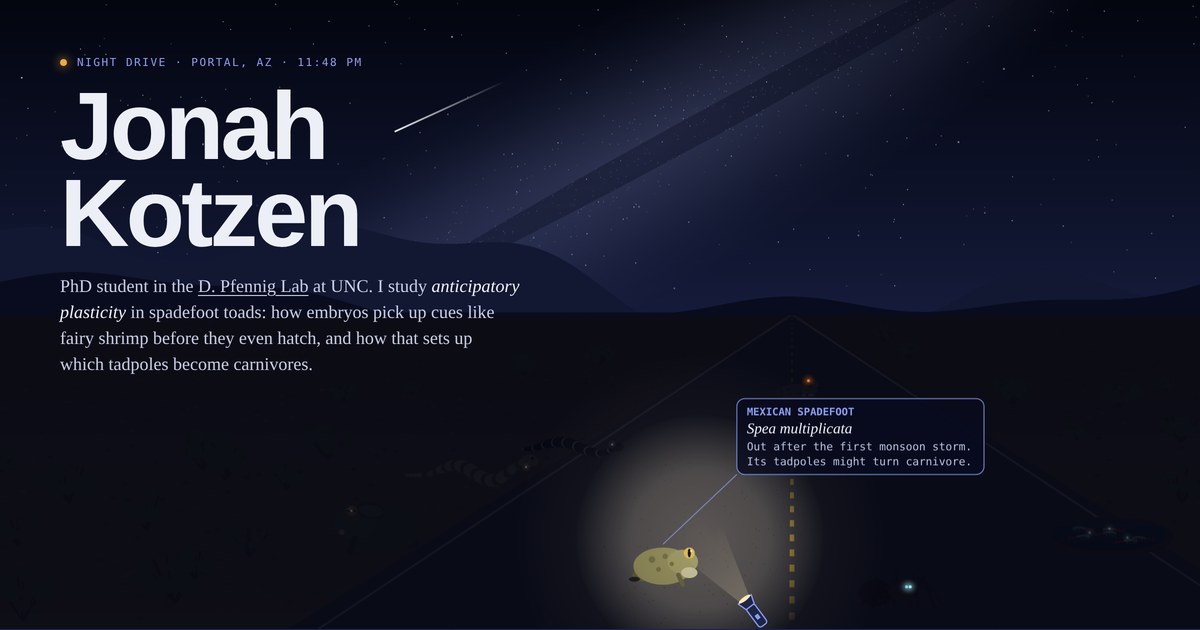 NIGHT DRIVE · PORTAL, AZ · 11:48 PM
Jonah
Kotzen
PhD student in the D. Pfennig Lab at UNC. I study anticipatory
plasticity in spadefoot toads: how embryos pick up cues like
fairy shrimp before they even hatch, and how that sets up
which tadpoles become carnivores.
MEXICAN SPADEFOOT
Spea multiplicata
Out after the first monsoon storm.
Its tadpoles might turn carnivore.